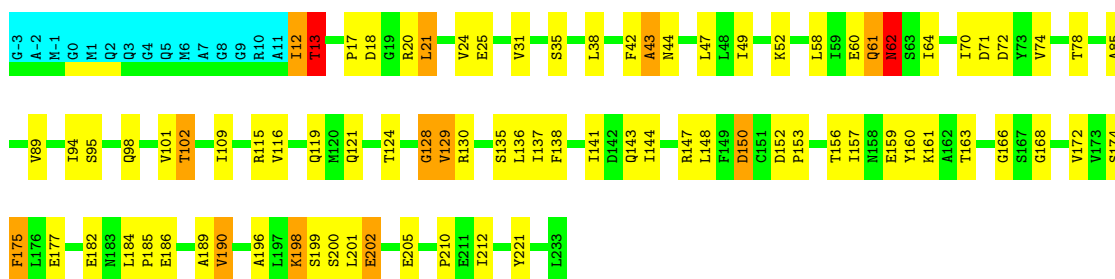 G-3 A-2 M-1 G0 M1 Q2 Q3 G4 Q5 M6 A7 G8 G9 R10 A11 I12 T13 P17 D18 G19 R20 L21 V24 E25 V31 S35 L38 F42 A43 N44 L47 L48 I49 K52 L58 I59 E60 Q61 N62 S63 I64 I70 D71 D72 Y73 V74 T78 A85
V89 I94 S95 Q98 V101 T102 I109 R115 V116 Q119 M120 Q121 T124 G128 V129 R130 S135 L136 I137 F138 I141 D142 Q143 I144 R147 L148 F149 D150 C151 D152 P153 T156 I157 N158 E159 Y160 K161 A162 T163 G166 S167 G168 V172 V173 S174
F175 L176 E177 E182 N183 L184 P185 E186 A189 V190 A196 L197 K198 S199 S200 L201 E202 E205 P210 E211 I212 Y221 L233